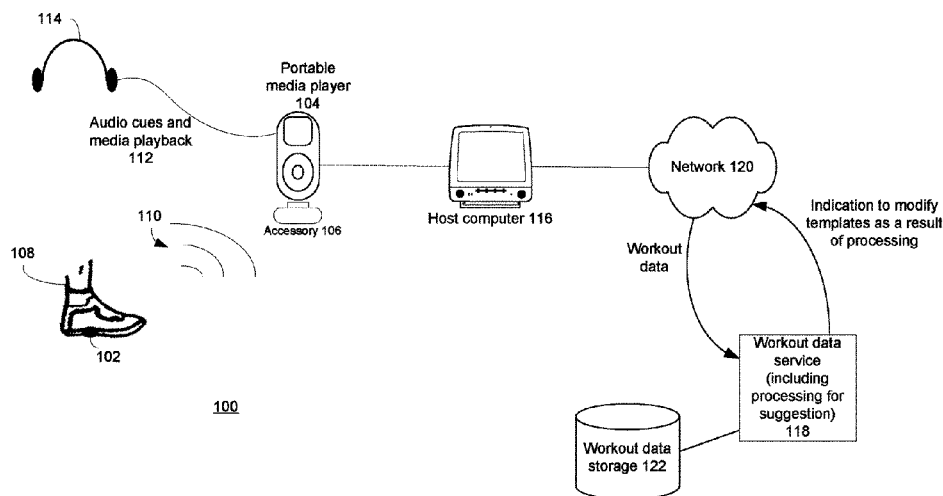 114
Portable
media player
104
Audio cues and
media playback
112
Accessory 106
Host computer 116
Network 120
Indication to modify
templates as a result
of processing
Workout
data
110
108
102
100
Workout data
service
(including
processing for
suggestion)
118
Workout data
storage 122